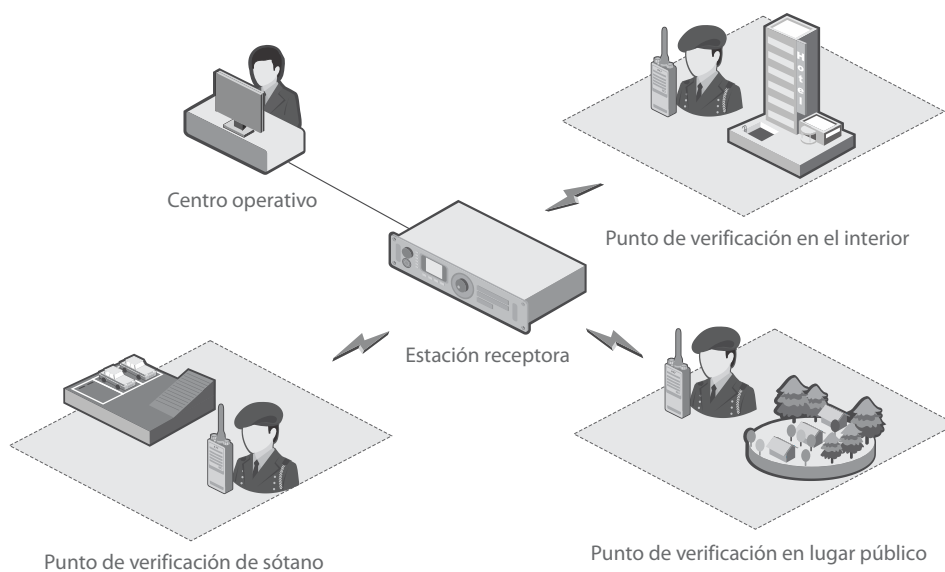 Hotel
Centro operativo
Punto de verificación en el interior
Estación receptora
Punto de verificación de sótano
Punto de verificación en lugar público